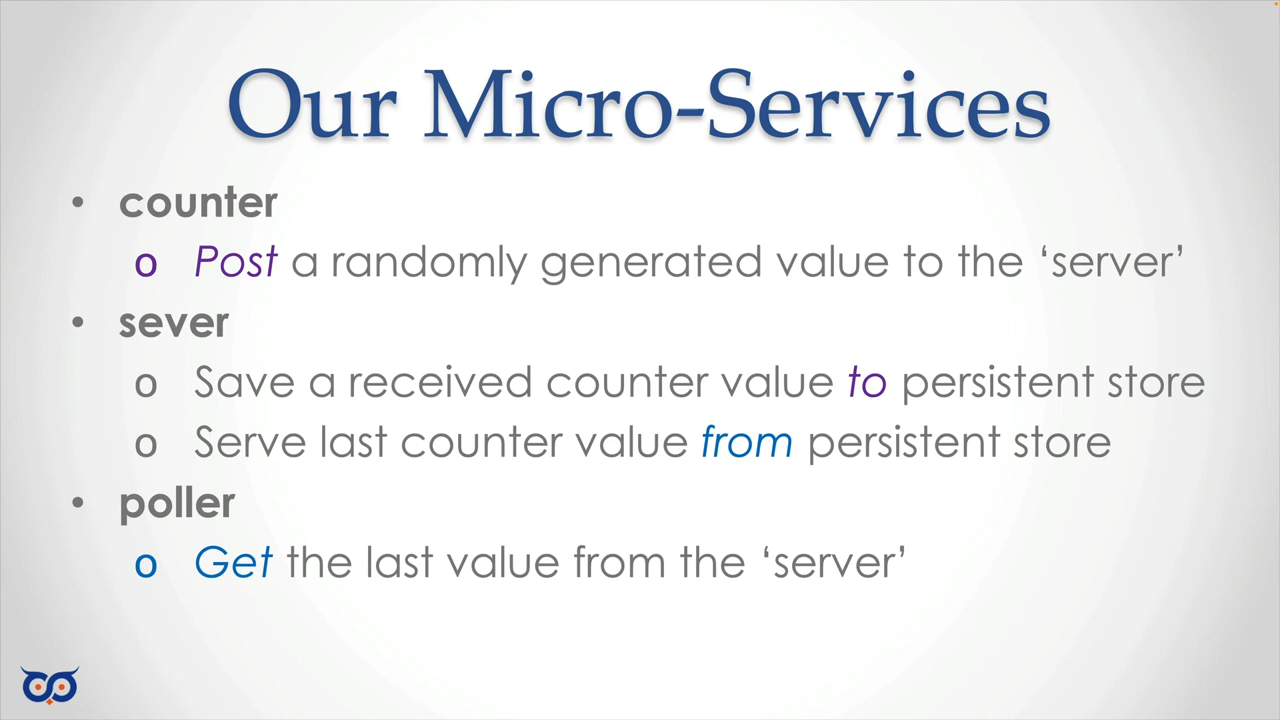 Our Micro-Services
• counter
o Post a randomly generated value to the ‘server’
• sever
o Save a received counter value to persistent store
o Serve last counter value from persistent store
• poller
o Get the last value from the ‘server’